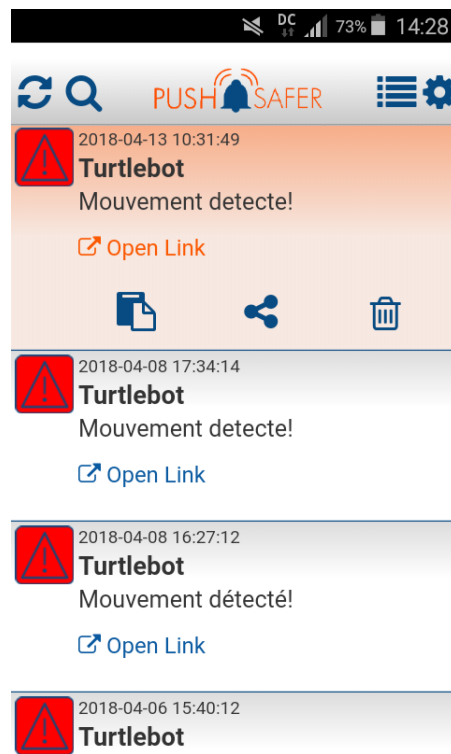 DC 73% 14:28
PUSH SAFER
2018-04-13 10:31:49
Turtlebot
Mouvement detecte!
Open Link
2018-04-08 17:34:14
Turtlebot
Mouvement detecte!
Open Link
2018-04-08 16:27:12
Turtlebot
Mouvement détecté!
Open Link
2018-04-06 15:40:12
Turtlebot